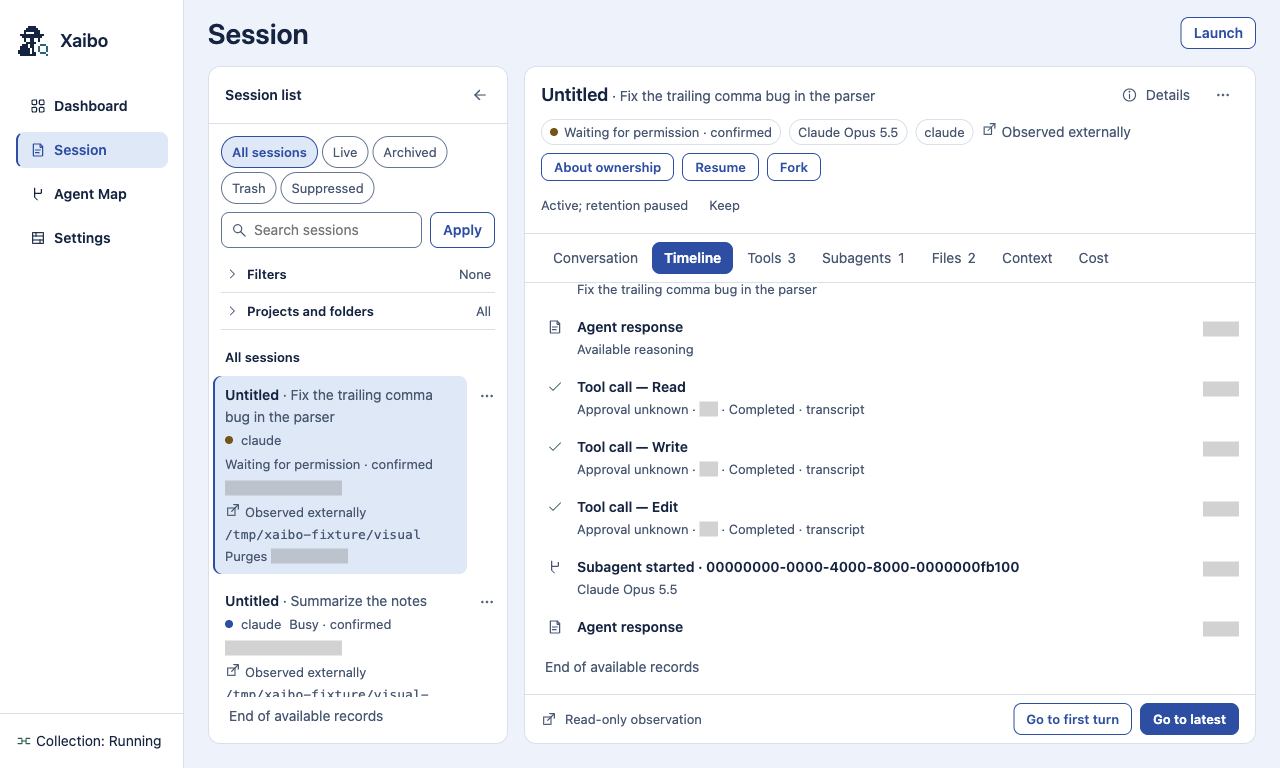 Xaibo
Dashboard
Session
Agent Map
Settings
Collection: Running
Session
Launch
Session list
All sessions
Live
Archived
Trash
Suppressed
Search sessions
Apply
Filters
None
Projects and folders
All
All sessions
Untitled · Fix the trailing comma
bug in the parser
claude
Waiting for permission · confirmed
Observed externally
/tmp/xaibo-fixture/visual
Purges
Untitled · Summarize the notes
claude Busy · confirmed
Observed externally
/tmp/xaibo-fixture/visual-
End of available records
Untitled · Fix the trailing comma bug in the parser
Details
Waiting for permission · confirmed
Claude Opus 5.5
claude
Observed externally
About ownership
Resume
Fork
Active; retention paused
Keep
Conversation
Timeline
Tools 3
Subagents 1
Files 2
Context
Cost
Fix the trailing comma bug in the parser
Agent response
Available reasoning
Tool call — Read
Approval unknown · · Completed · transcript
Tool call — Write
Approval unknown · · Completed · transcript
Tool call — Edit
Approval unknown · · Completed · transcript
Subagent started · 00000000-0000-4000-8000-0000000fb100
Claude Opus 5.5
Agent response
End of available records
Read-only observation
Go to first turn
Go to latest